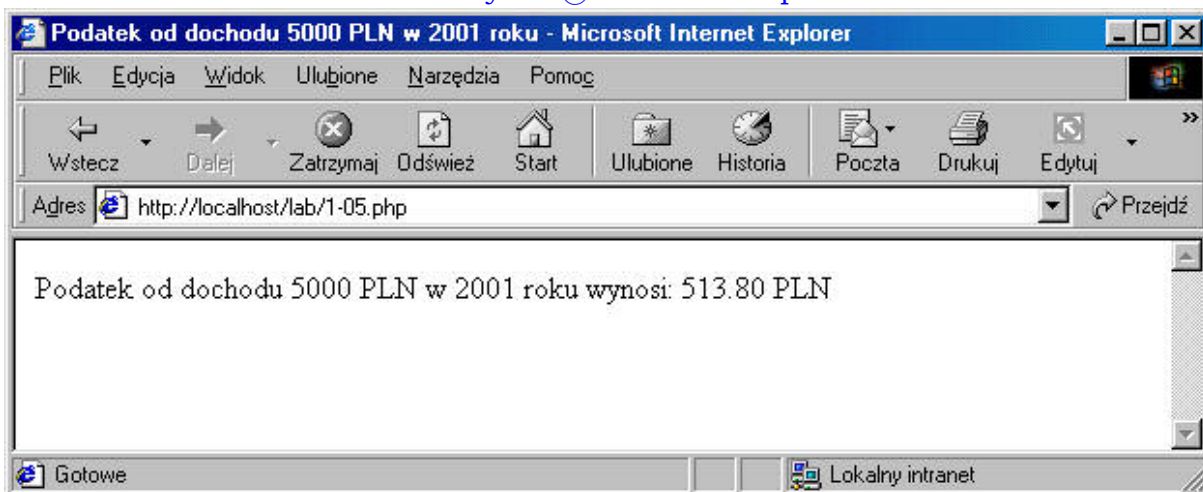 Podatek od dochodu 5000 PLN w 2001 roku - Microsoft Internet Explorer
Plik Edycja Widok Ulubione Narzędzia Pomoc
Wstecz Dalej Zatrzymaj Odśwież Start Ulubione Historia Poczta Drukuj Edytuj »
Adres http://localhost/lab/1-05.php Przejdź
Podatek od dochodu 5000 PLN w 2001 roku wynosi: 513.80 PLN
Gotowe Lokalny intranet